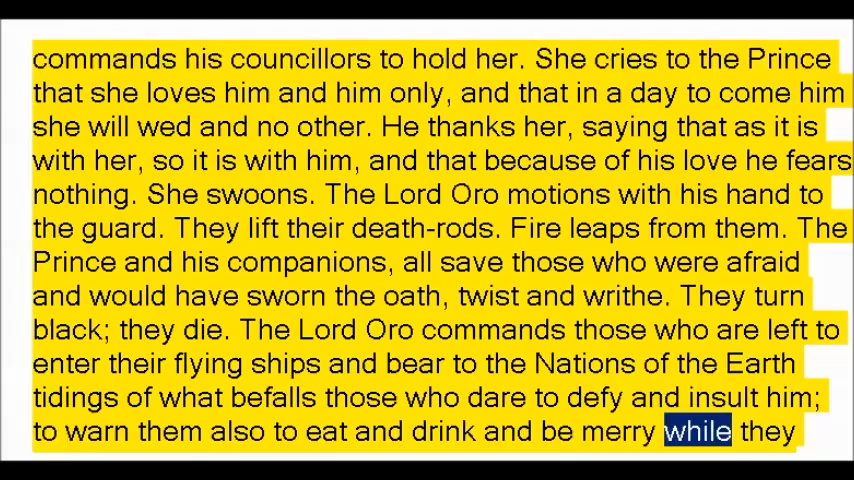 commands his councillors to hold her. She cries to the Prince
that she loves him and him only, and that in a day to come him
she will wed and no other. He thanks her, saying that as it is
with her, so it is with him, and that because of his love he fears
nothing. She swoons. The Lord Oro motions with his hand to
the guard. They lift their death-rods. Fire leaps from them. The
Prince and his companions, all save those who were afraid
and would have sworn the oath, twist and writhe. They turn
black; they die. The Lord Oro commands those who are left to
enter their flying ships and bear to the Nations of the Earth
tidings of what befalls those who dare to defy and insult him;
to warn them also to eat and drink and be merry while they